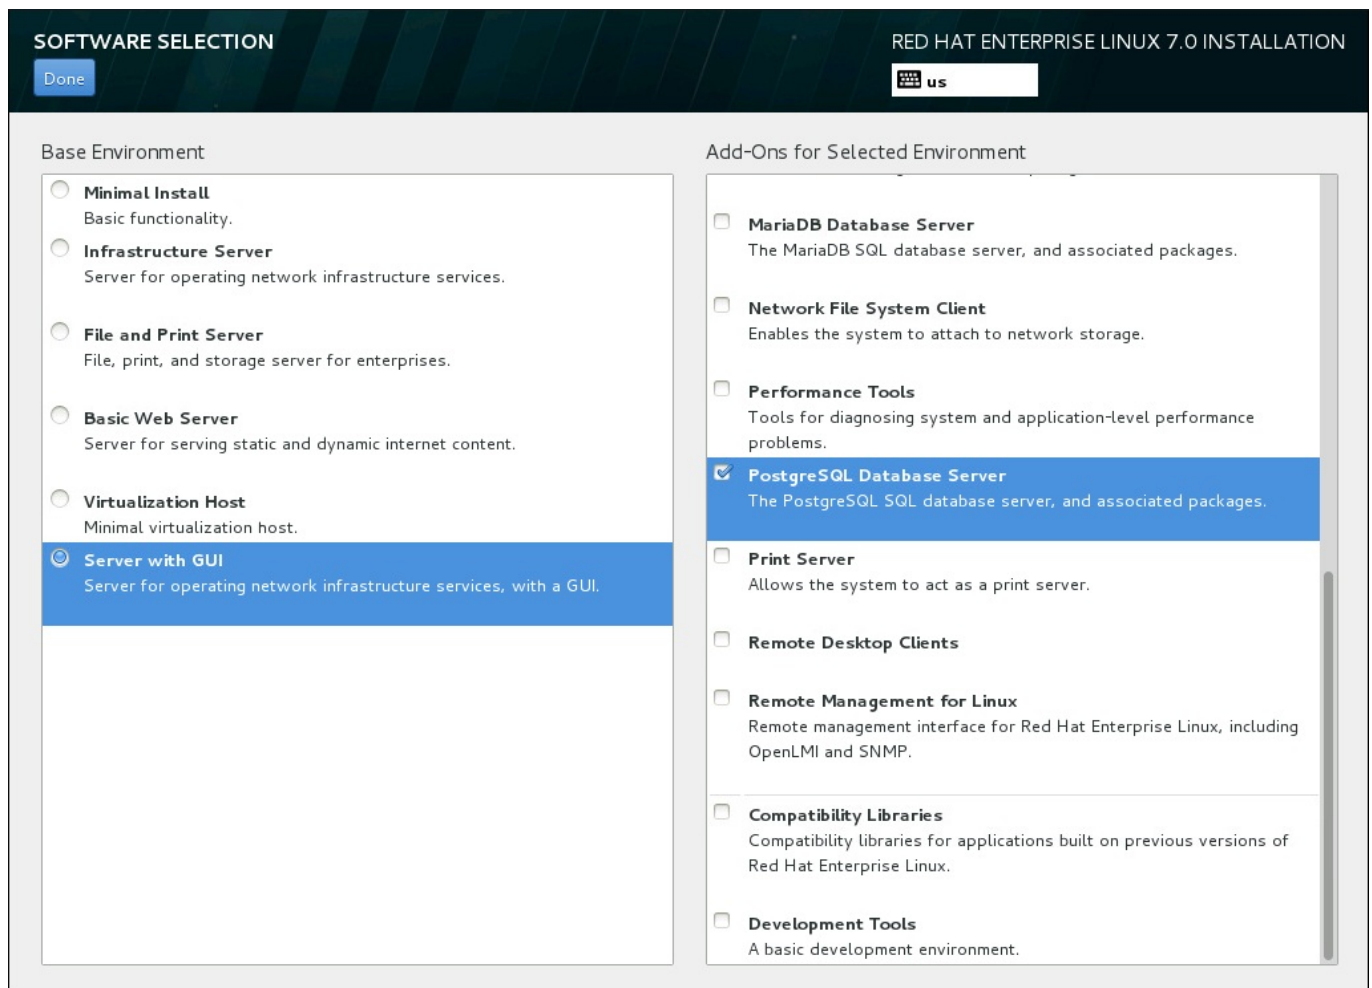 SOFTWARE SELECTION
Done
RED HAT ENTERPRISE LINUX 7.0 INSTALLATION
us
Base Environment
Minimal Install
Basic functionality.
Infrastructure Server
Server for operating network infrastructure services.
File and Print Server
File, print, and storage server for enterprises.
Basic Web Server
Server for serving static and dynamic internet content.
Virtualization Host
Minimal virtualization host.
Server with GUI
Server for operating network infrastructure services, with a GUI.
Add-Ons for Selected Environment
MariaDB Database Server
The MariaDB SQL database server, and associated packages.
Network File System Client
Enables the system to attach to network storage.
Performance Tools
Tools for diagnosing system and application-level performance
problems.
PostgreSQL Database Server
The PostgreSQL SQL database server, and associated packages.
Print Server
Allows the system to act as a print server.
Remote Desktop Clients
Remote Management for Linux
Remote management interface for Red Hat Enterprise Linux, including
OpenLMI and SNMP.
Compatibility Libraries
Compatibility libraries for applications built on previous versions of
Red Hat Enterprise Linux.
Development Tools
A basic development environment.